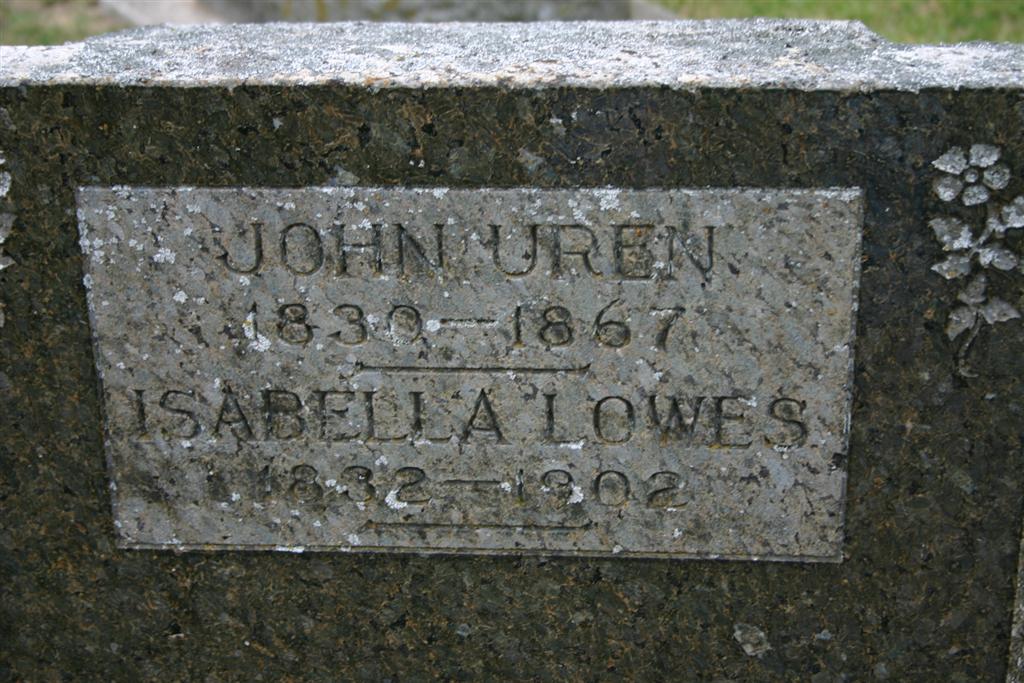 JOHN UREN
1830—1867
ISABELLA LOWES
1832—1902